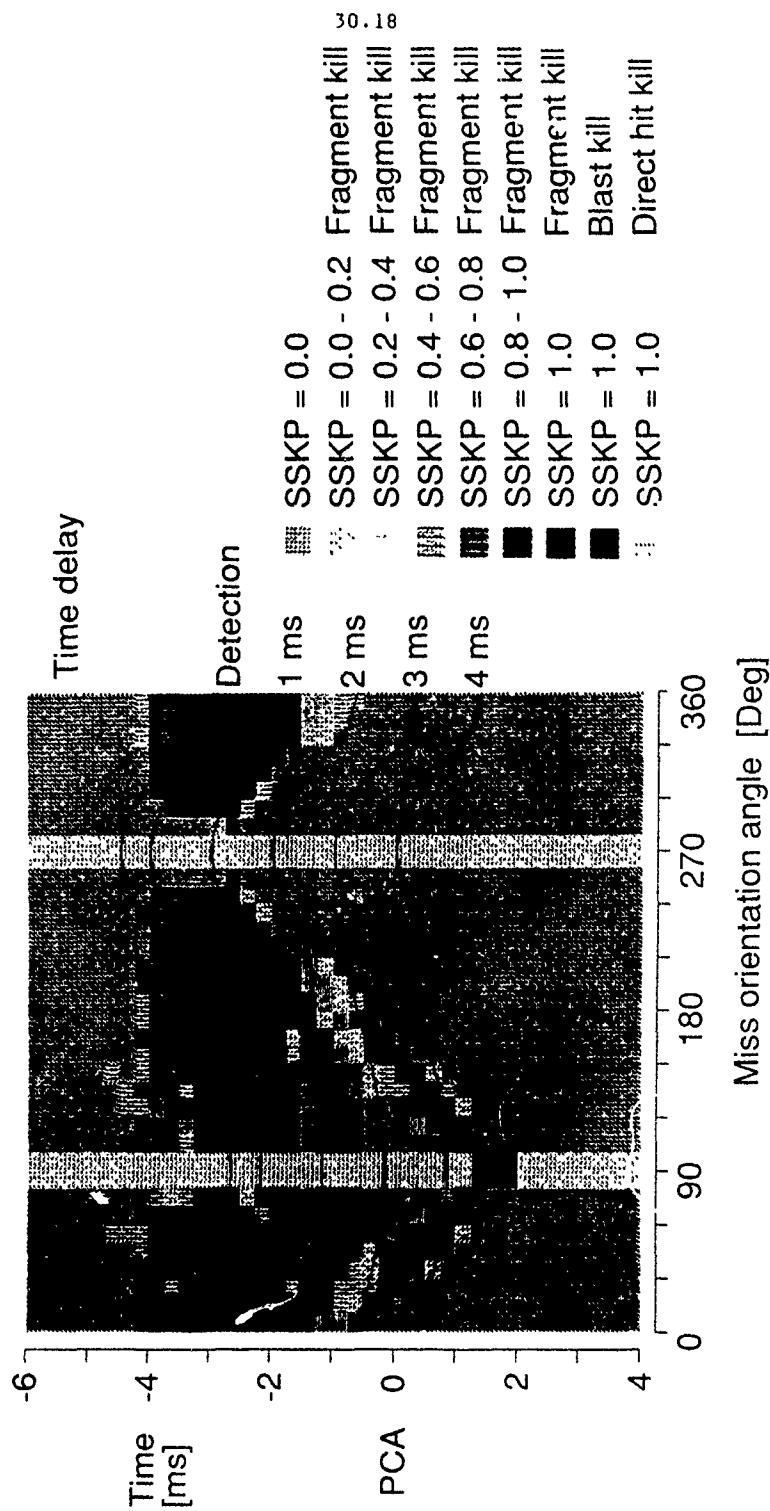 30.18
Time
[ms]
-6
-4
-2
0
2
4
PCA
0
90
180
270
360
Miss orientation angle [Deg]
Time delay
Detection
1 ms
2 ms
3 ms
4 ms
SSKP = 0.0
SSKP = 0.0 - 0.2 Fragment kill
SSKP = 0.2 - 0.4 Fragment kill
SSKP = 0.4 - 0.6 Fragment kill
SSKP = 0.6 - 0.8 Fragment kill
SSKP = 0.8 - 1.0 Fragment kill
SSKP = 1.0 Fragment kill
SSKP = 1.0 Blast kill
SSKP = 1.0 Direct hit kill